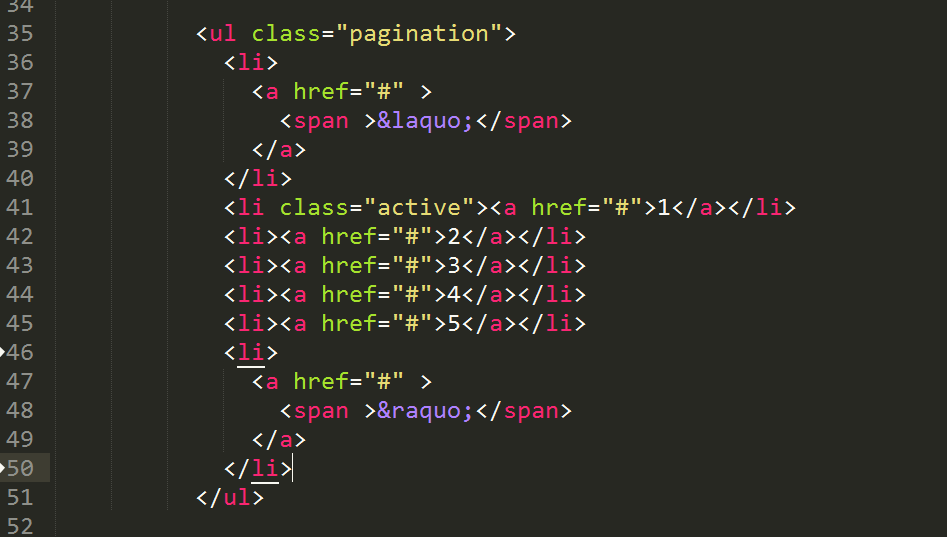 34
35 <ul class="pagination">
36 <li>
37 <a href="#" >
38 <span >&laquo;</span>
39 </a>
40 </li>
41 <li class="active"><a href="#">1</a></li>
42 <li><a href="#">2</a></li>
43 <li><a href="#">3</a></li>
44 <li><a href="#">4</a></li>
45 <li><a href="#">5</a></li>
46 <li>
47 <a href="#" >
48 <span >&raquo;</span>
49 </a>
50 </li>
51 </ul>
52